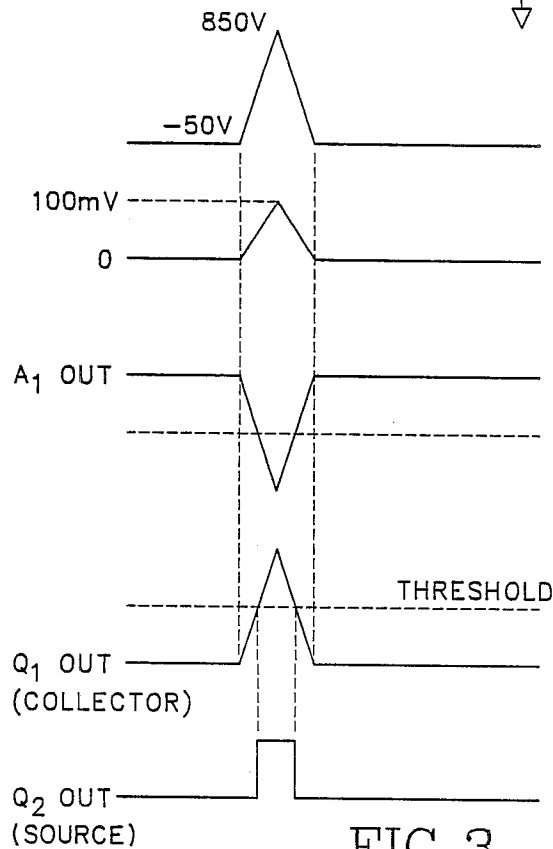 850V
-50V
100mV
0
A1 OUT
THRESHOLD
Q1 OUT
(COLLECTOR)
Q2 OUT
(SOURCE)
FIG. 3